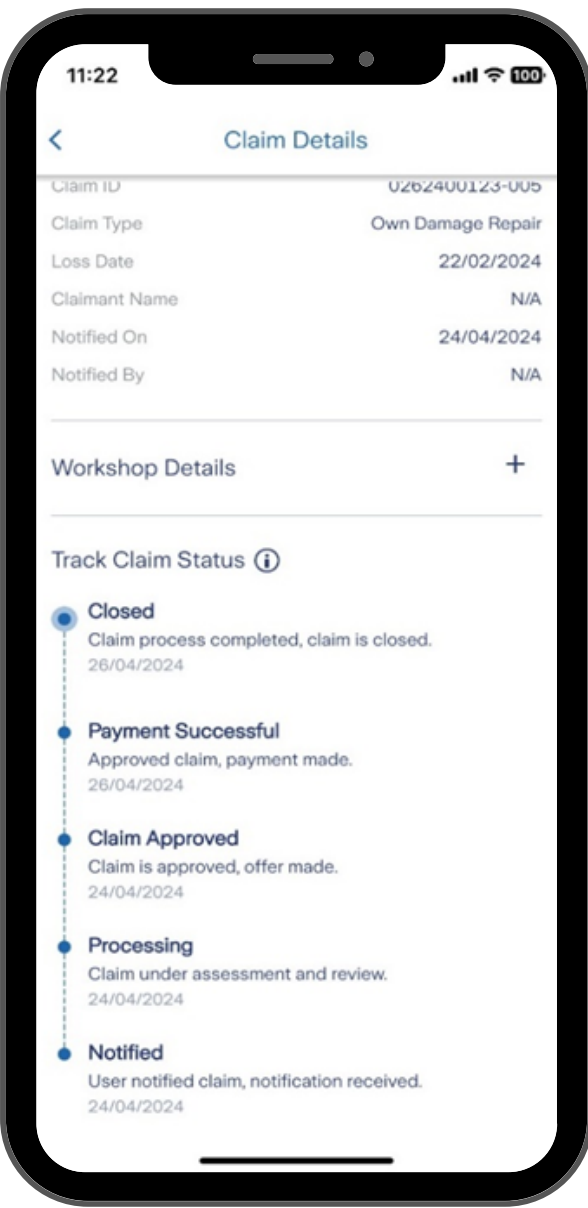 11:22
100
Claim Details
Claim ID 0262400123-005
Claim Type Own Damage Repair
Loss Date 22/02/2024
Claimant Name N/A
Notified On 24/04/2024
Notified By N/A
Workshop Details +
Track Claim Status
Closed
Claim process completed, claim is closed.
26/04/2024
Payment Successful
Approved claim, payment made.
26/04/2024
Claim Approved
Claim is approved, offer made.
24/04/2024
Processing
Claim under assessment and review.
24/04/2024
Notified
User notified claim, notification received.
24/04/2024